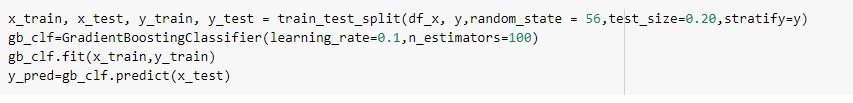 x_train, x_test, y_train, y_test = train_test_split(df_x, y,random_state = 56,test_size=0.20,stratify=y)
gb_clf=GradientBoostingClassifier(learning_rate=0.1,n_estimators=100)
gb_clf.fit(x_train,y_train)
y_pred=gb_clf.predict(x_test)